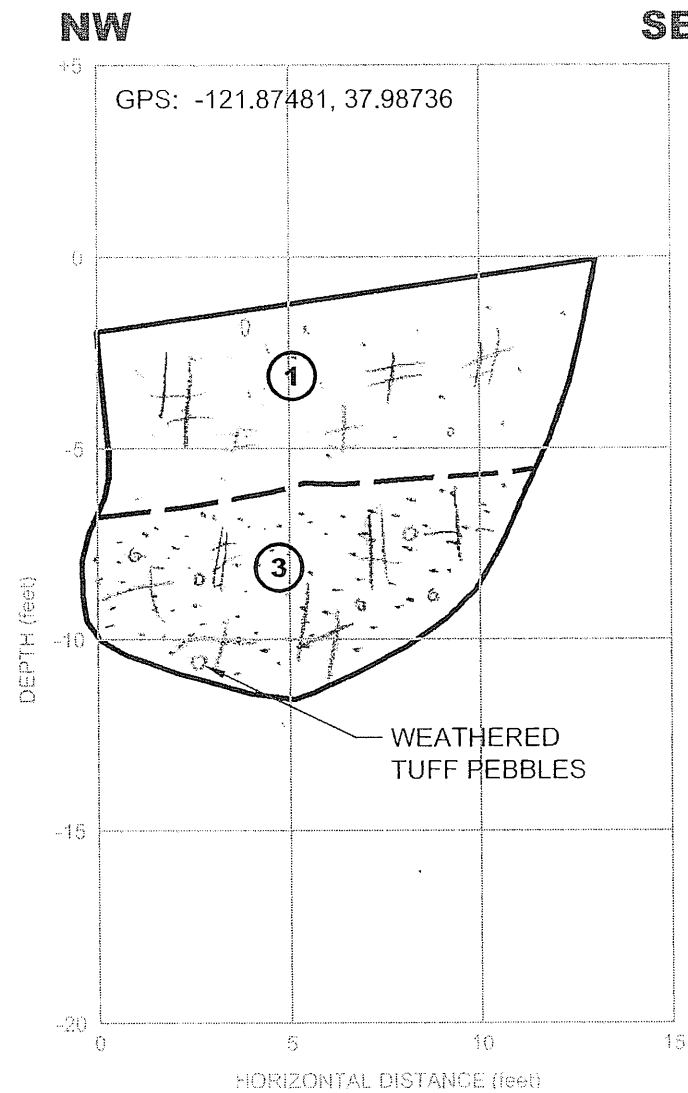 NW SE
+5
GPS: -121.87481, 37.98736
0
1
-5
3
-10
WEATHERED
TUFF PEBBLES
-15
-20
0 5 10 15
DEPTH (feet)
HORIZONTAL DISTANCE (feet)